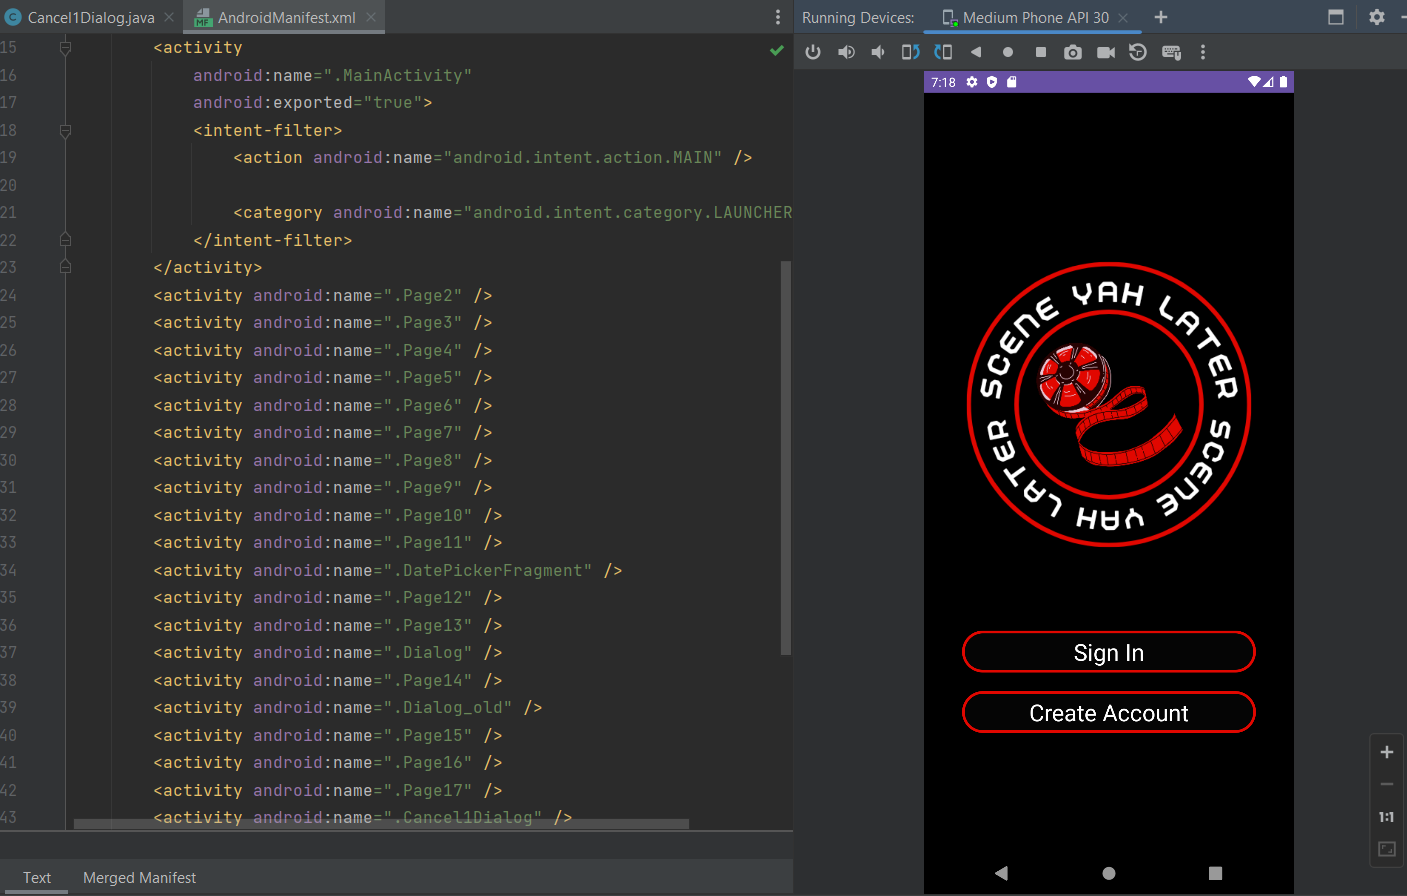 Cancel1Dialog.java
AndroidManifest.xml
Running Devices:
Medium Phone API 30
15 <activity
16 android:name=".MainActivity"
17 android:exported="true">
18 <intent-filter>
19 <action android:name="android.intent.action.MAIN" />
20
21 <category android:name="android.intent.category.LAUNCHER
22 </intent-filter>
23 </activity>
24 <activity android:name=".Page2" />
25 <activity android:name=".Page3" />
26 <activity android:name=".Page4" />
27 <activity android:name=".Page5" />
28 <activity android:name=".Page6" />
29 <activity android:name=".Page7" />
30 <activity android:name=".Page8" />
31 <activity android:name=".Page9" />
32 <activity android:name=".Page10" />
33 <activity android:name=".Page11" />
34 <activity android:name=".DatePickerFragment" />
35 <activity android:name=".Page12" />
36 <activity android:name=".Page13" />
37 <activity android:name=".Dialog" />
38 <activity android:name=".Page14" />
39 <activity android:name=".Dialog_old" />
40 <activity android:name=".Page15" />
41 <activity android:name=".Page16" />
42 <activity android:name=".Page17" />
43 <activity android:name=".Cancel1Dialog" />
Text
Merged Manifest
7:18
SCENE YAH LATER
SCENE YAH LATER
Sign In
Create Account
1:1